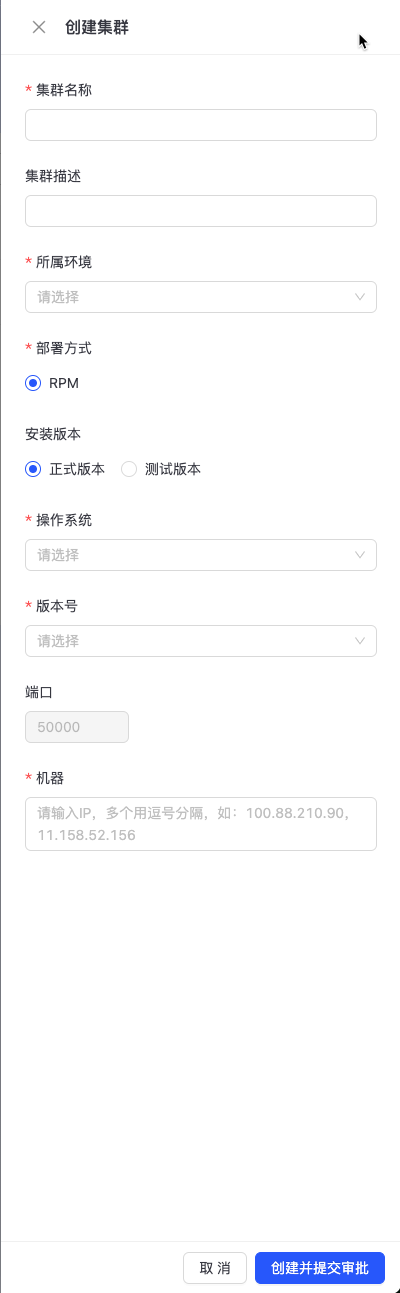 创建集群
* 集群名称
集群描述
* 所属环境
请选择
* 部署方式
RPM
安装版本
正式版本 测试版本
* 操作系统
请选择
* 版本号
请选择
端口
50000
* 机器
请输入IP，多个用逗号分隔，如：100.88.210.90，
11.158.52.156
取 消 创建并提交审批